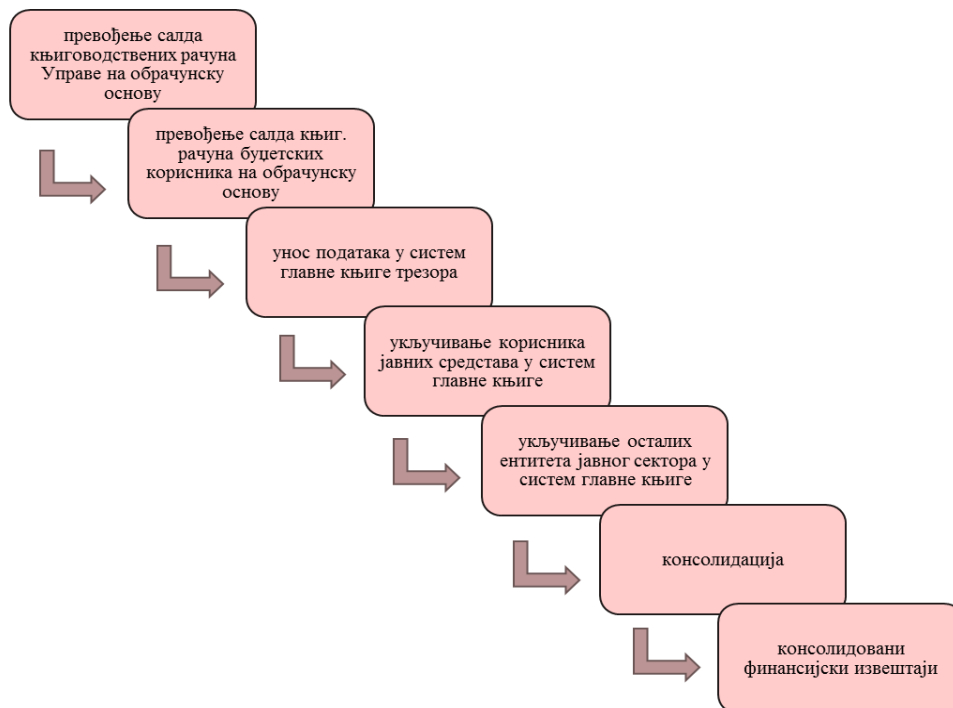 превођење салда
књиговодствених рачуна
Управе на обрачунску
основу
превођење салда књиг.
рачуна буџетских
корисника на обрачунску
основу
унос података у систем
главне књиге трезора
укључивање корисника
јавних средстава у систем
главне књиге
укључивање осталих
ентитета јавног сектора у
систем главне књиге
консолидација
консолидовани
финансијски извештаји